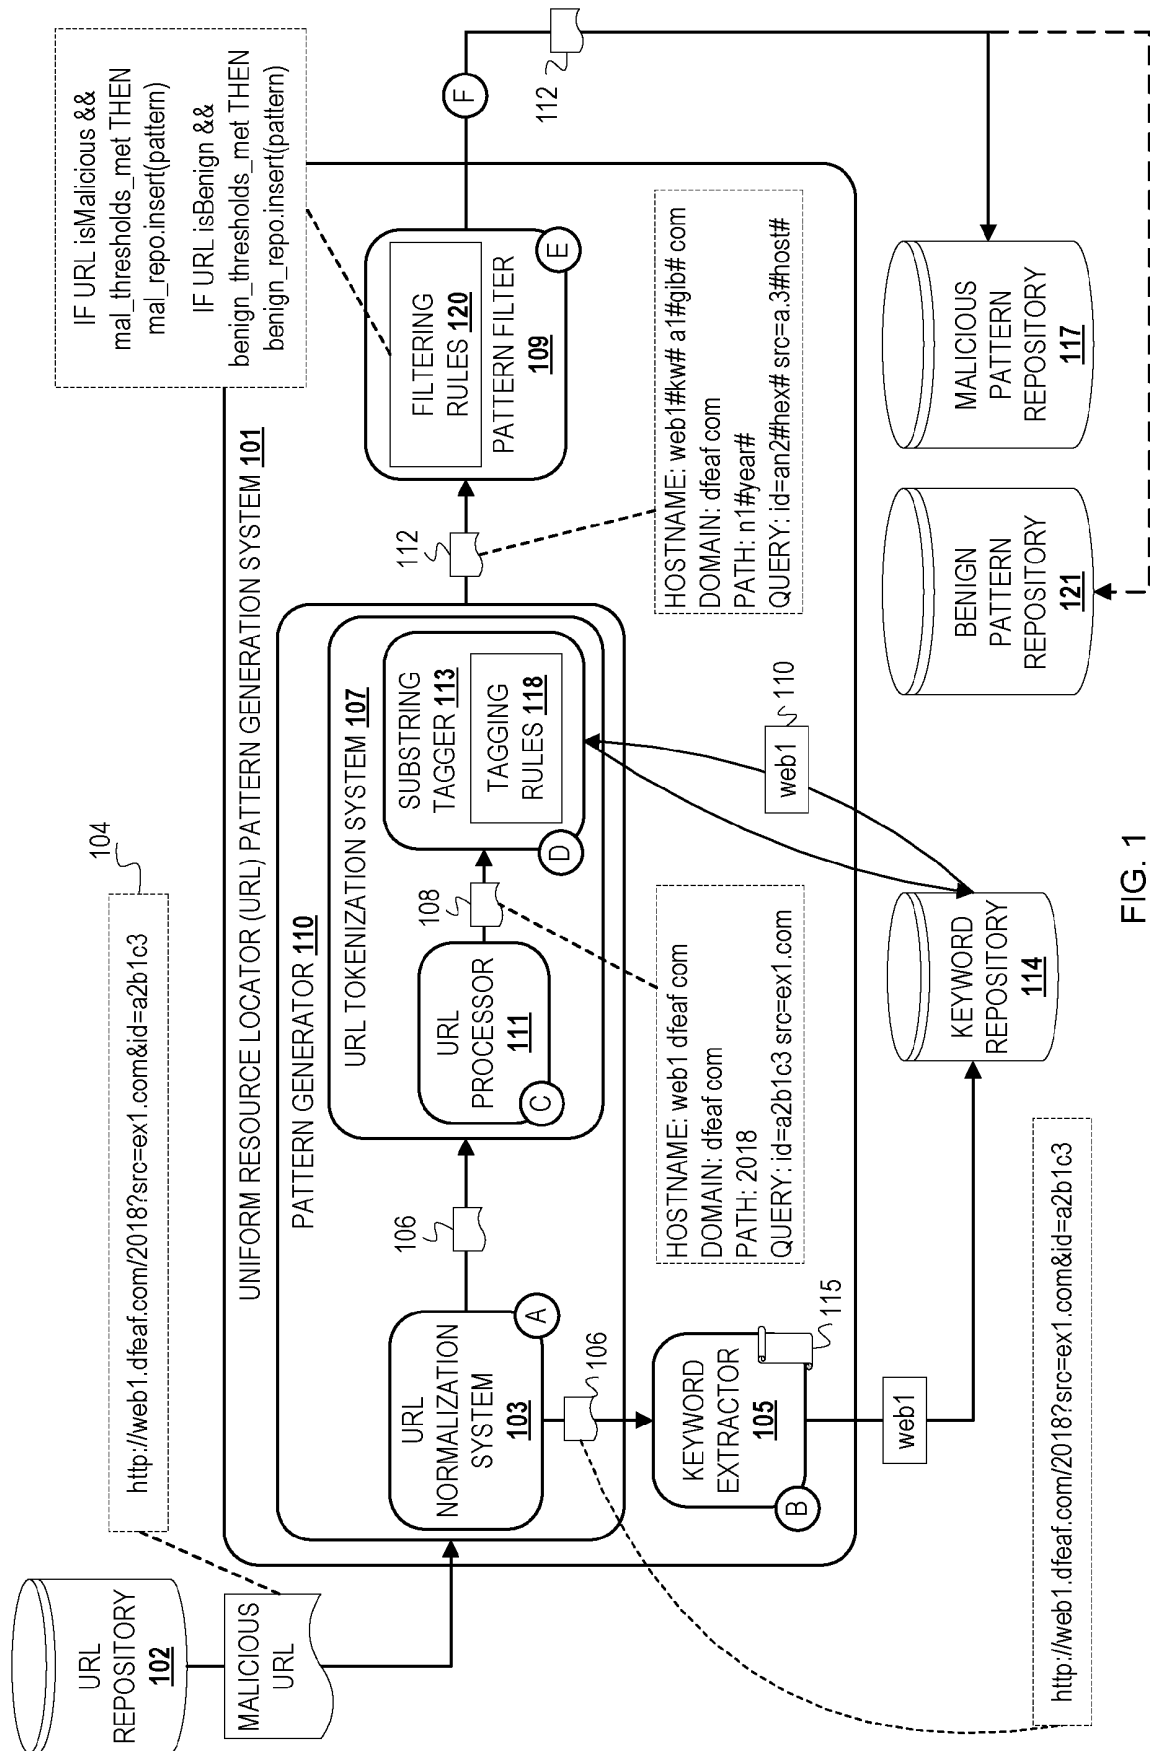 URL
REPOSITORY
102
MALICIOUS
URL
http://web1.dfeaf.com/2018?src=ex1.com&id=a2b1c3
104
IF URL isMalicious &&
mal_thresholds_met THEN
mal_repo.insert(pattern)
IF URL isBenign &&
benign_thresholds_met THEN
benign_repo.insert(pattern)
UNIFORM RESOURCE LOCATOR (URL) PATTERN GENERATION SYSTEM 101
PATTERN GENERATOR 110
URL TOKENIZATION SYSTEM 107
URL
NORMALIZATION
SYSTEM
103
A
106
URL
PROCESSOR
111
C
108
SUBSTRING
TAGGER 113
TAGGING
RULES 118
D
112
FILTERING
RULES 120
PATTERN FILTER
109
E
F
112
106
KEYWORD
EXTRACTOR
105
B
115
HOSTNAME: web1 dfeaf com
DOMAIN: dfeaf com
PATH: 2018
QUERY: id=a2b1c3 src=ex1.com
HOSTNAME: web1#kw# a1#gib# com
DOMAIN: dfeaf com
PATH: n1#year#
QUERY: id=an2#hex# src=a.3#host#
web1
web1
110
KEYWORD
REPOSITORY
114
BENIGN
PATTERN
REPOSITORY
121
MALICIOUS
PATTERN
REPOSITORY
117
http://web1.dfeaf.com/2018?src=ex1.com&id=a2b1c3
FIG. 1